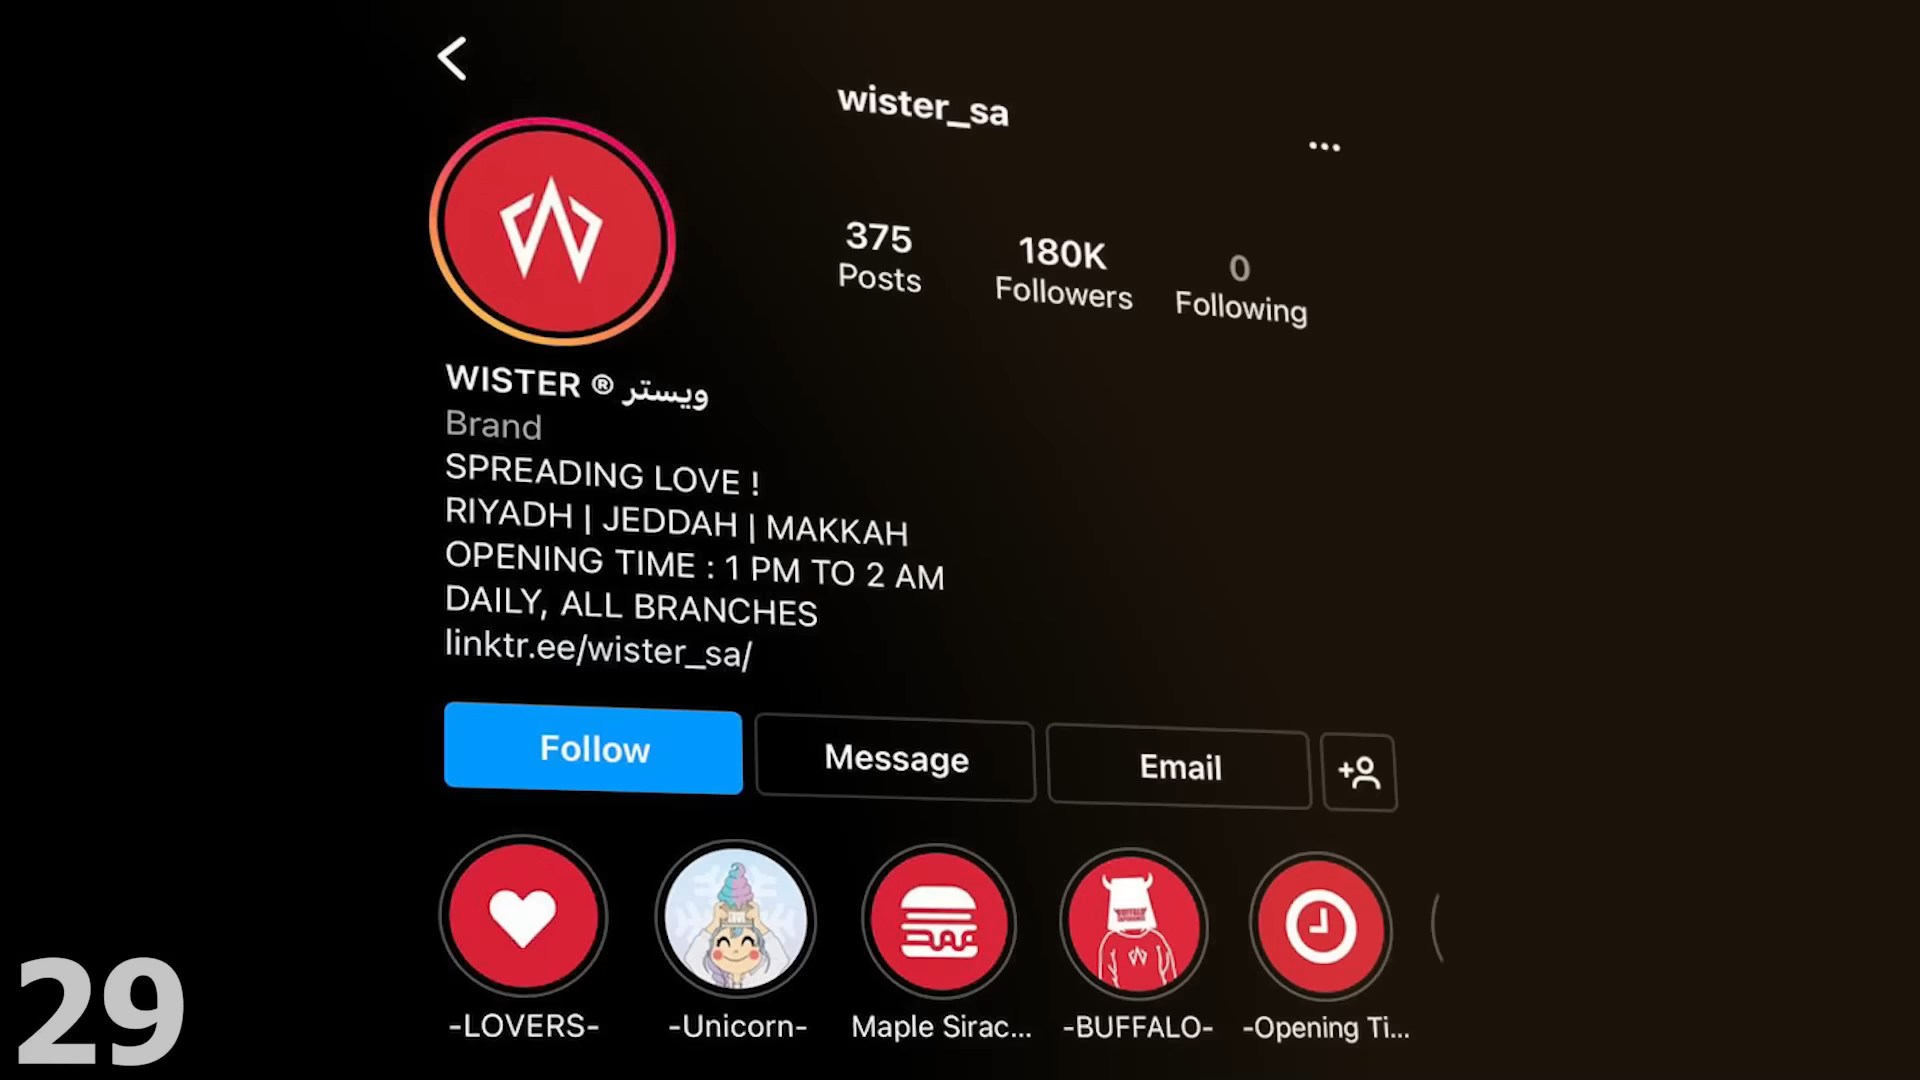 wister_sa
...
375
Posts
180K
Followers
0
Following
WISTER ® ويستر
Brand
SPREADING LOVE !
RIYADH | JEDDAH | MAKKAH
OPENING TIME : 1 PM TO 2 AM
DAILY, ALL BRANCHES
linktr.ee/wister_sa/
Follow
Message
Email
LOVE
BUFFALO
-LOVERS-
-Unicorn-
Maple Sirac...
-BUFFALO-
-Opening Ti...
29